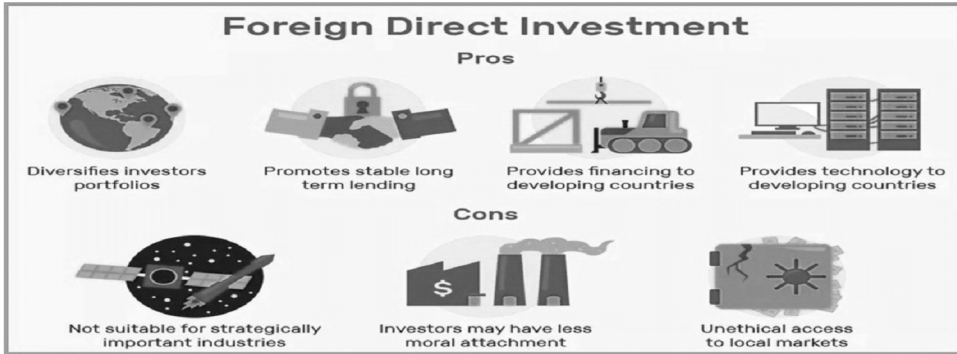 Foreign Direct Investment
Pros
Diversifies investors
portfolios
Promotes stable long
term lending
Provides financing to
developing countries
Provides technology to
developing countries
Cons
$
Not suitable for strategically
important industries
Investors may have less
moral attachment
Unethical access
to local markets